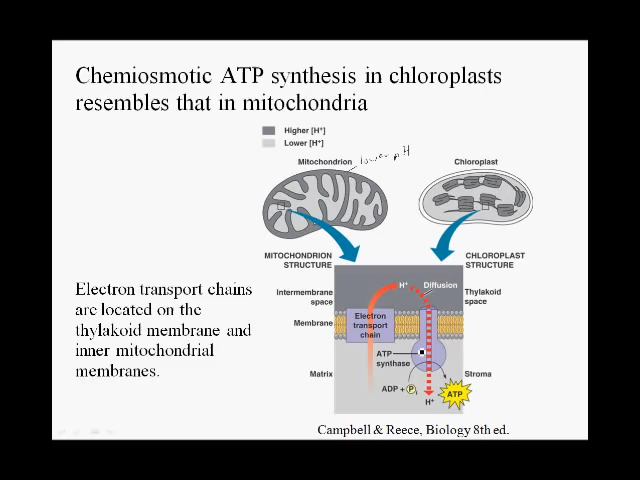 Chemiosmotic ATP synthesis in chloroplasts
resembles that in mitochondria
Higher [H⁺]
Lower [H⁺]
Mitochondrion
lower pH
Chloroplast
MITOCHONDRION
STRUCTURE
CHLOROPLAST
STRUCTURE
Electron transport chains
are located on the
thylakoid membrane and
inner mitochondrial
membranes.
H⁺
Diffusion
Intermembrane
space
Thylakoid
space
Membrane
Electron
transport
chain
ATP
synthase
Matrix
Stroma
ADP + P i
ATP
H⁺
Campbell & Reece, Biology 8th ed.